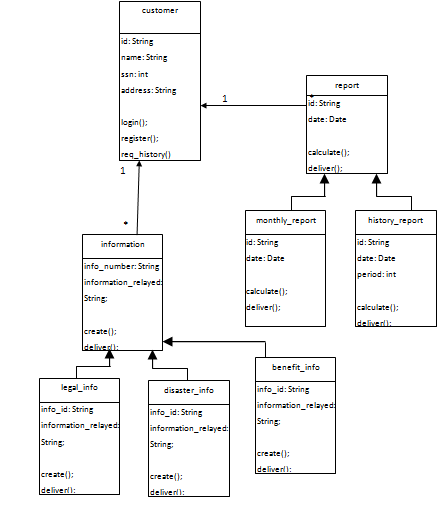 customer
id: String
name: String
ssn: int
address: String
login();
register();
req_history()
1
1
*
report
id: String
date: Date
calculate();
deliver();
monthly_report
id: String
date: Date
calculate();
deliver();
history_report
id: String
date: Date
period: int
calculate();
deliver();
*
information
info_number: String
information_relayed:
String;
create();
deliver();
legal_info
info_id: String
information_relayed:
String;
create();
deliver();
disaster_info
info_id: String
information_relayed:
String;
create();
deliver();
benefit_info
info_id: String
information_relayed:
String;
create();
deliver();